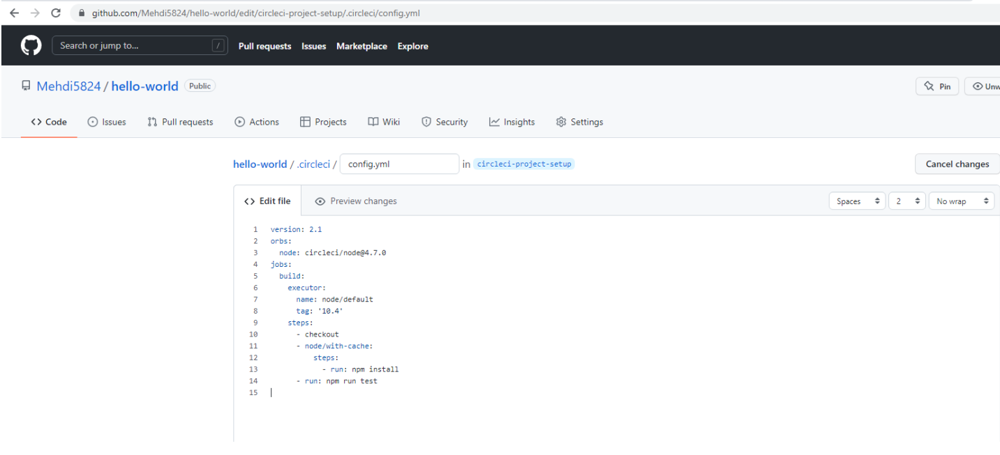 github.com/Mehdi5824/hello-world/edit/circleci-project-setup/.circleci/config.yml
Search or jump to... / Pull requests Issues Marketplace Explore
Mehdi5824 / hello-world Public Pin Unw
<> Code Issues Pull requests Actions Projects Wiki Security Insights Settings
hello-world / .circleci / config.yml in circleci-project-setup Cancel changes
<> Edit file Preview changes Spaces 2 No wrap
1 version: 2.1
2 orbs:
3   node: circleci/node@4.7.0
4 jobs:
5   build:
6     executor:
7       name: node/default
8       tag: '10.4'
9     steps:
10       - checkout
11       - node/with-cache:
12           steps:
13             - run: npm install
14       - run: npm run test
15